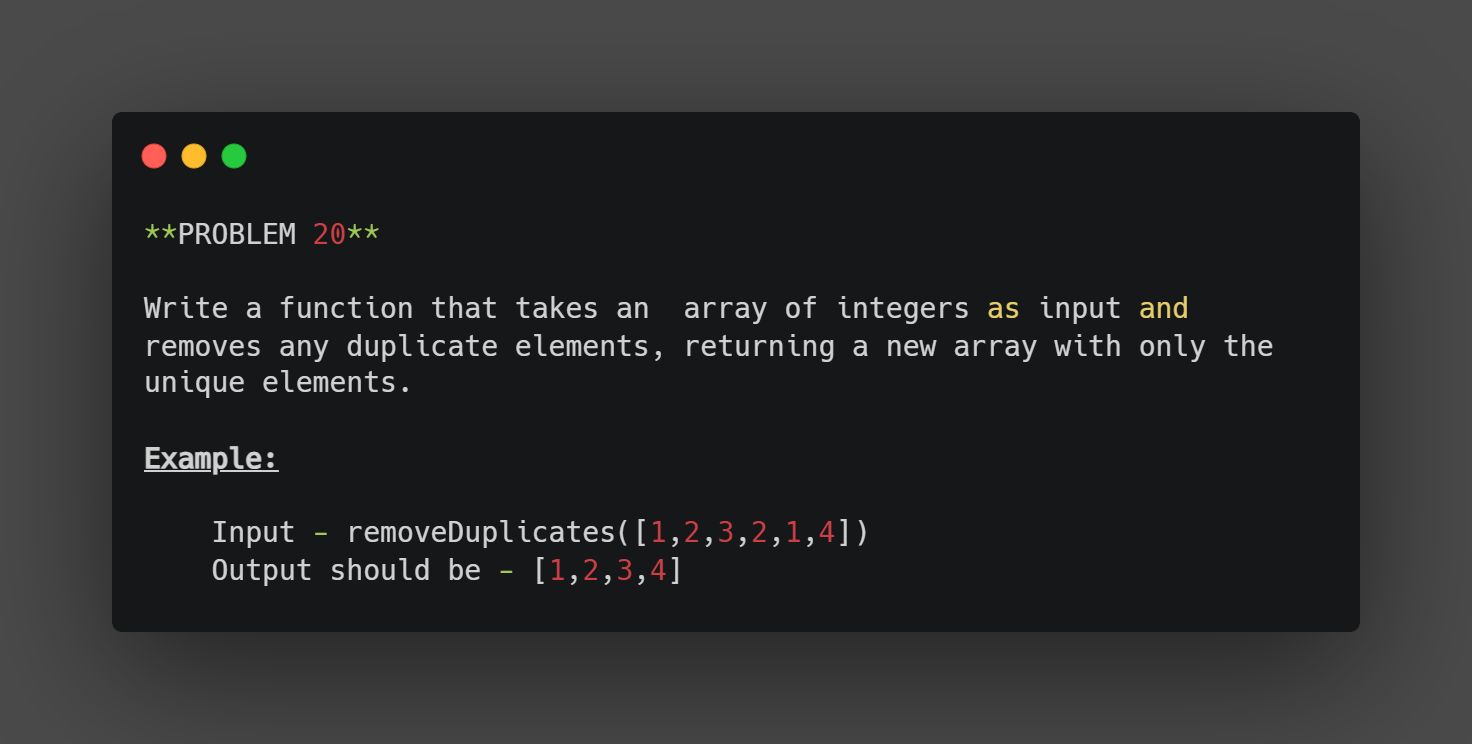 **PROBLEM 20**
Write a function that takes an  array of integers as input and
removes any duplicate elements, returning a new array with only the
unique elements.
Example:
Input - removeDuplicates([1,2,3,2,1,4])
Output should be - [1,2,3,4]